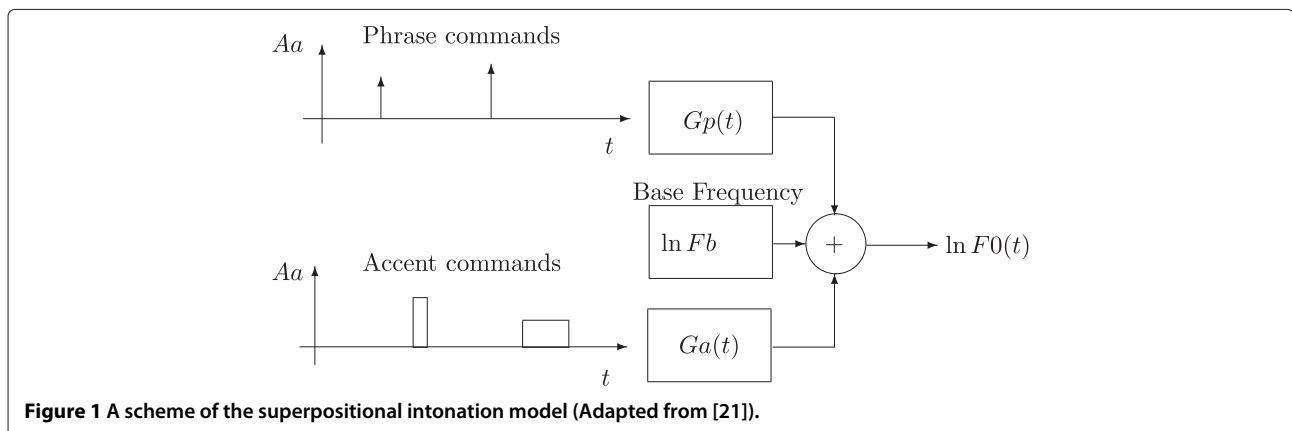 Phrase commands
Aa
t
Gp(t)
Base Frequency
ln Fb
+
ln F0(t)
Accent commands
Aa
t
Ga(t)
Figure 1 A scheme of the superpositional intonation model (Adapted from [21]).